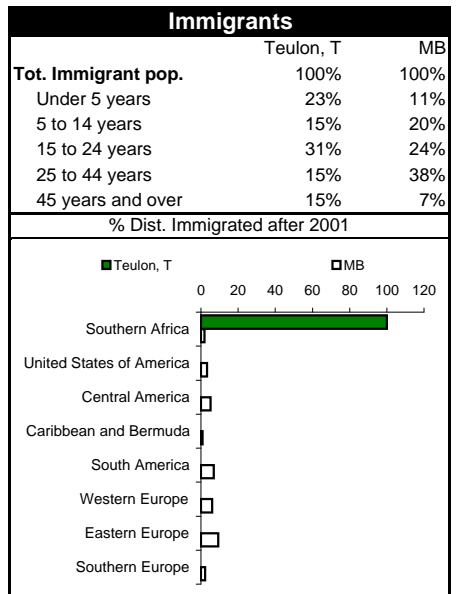 Immigrants
Teulon, T MB
Tot. Immigrant pop. 100% 100%
Under 5 years 23% 11%
5 to 14 years 15% 20%
15 to 24 years 31% 24%
25 to 44 years 15% 38%
45 years and over 15% 7%
% Dist. Immigrated after 2001
Teulon, T MB
0 20 40 60 80 100 120
Southern Africa
United States of America
Central America
Caribbean and Bermuda
South America
Western Europe
Eastern Europe
Southern Europe